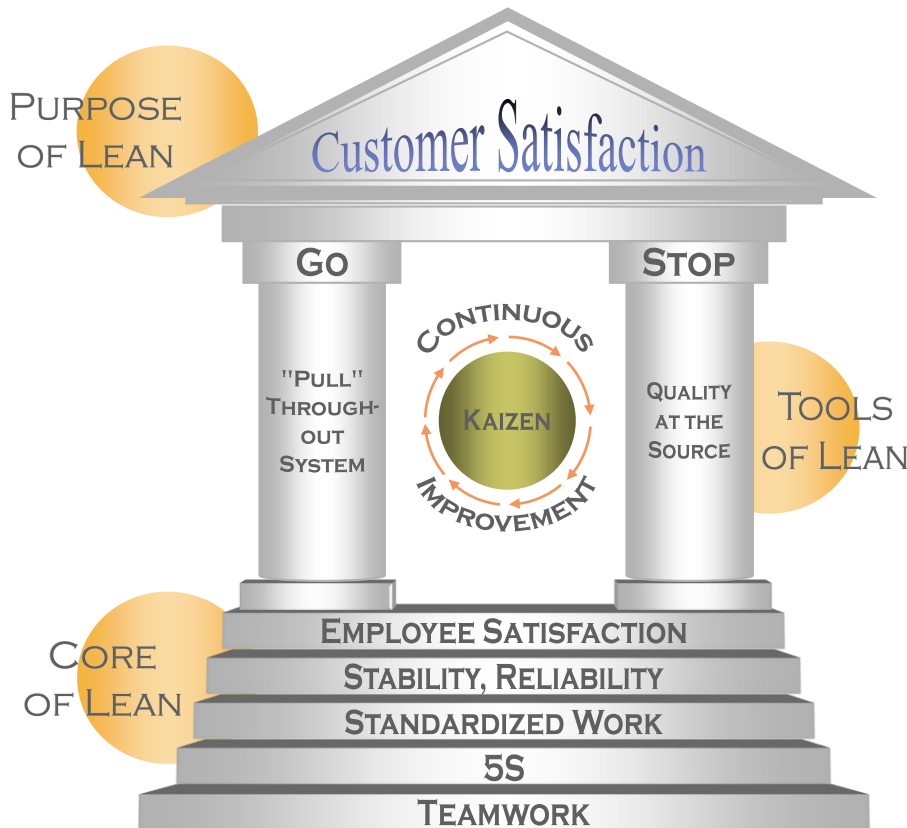 PURPOSE
OF LEAN
Customer Satisfaction
GO
STOP
"PULL"
THROUGH-
OUT
SYSTEM
CONTINUOUS
KAIZEN
IMPROVEMENT
QUALITY
AT THE
SOURCE
TOOLS
OF LEAN
CORE
OF LEAN
EMPLOYEE SATISFACTION
STABILITY, RELIABILITY
STANDARDIZED WORK
5S
TEAMWORK